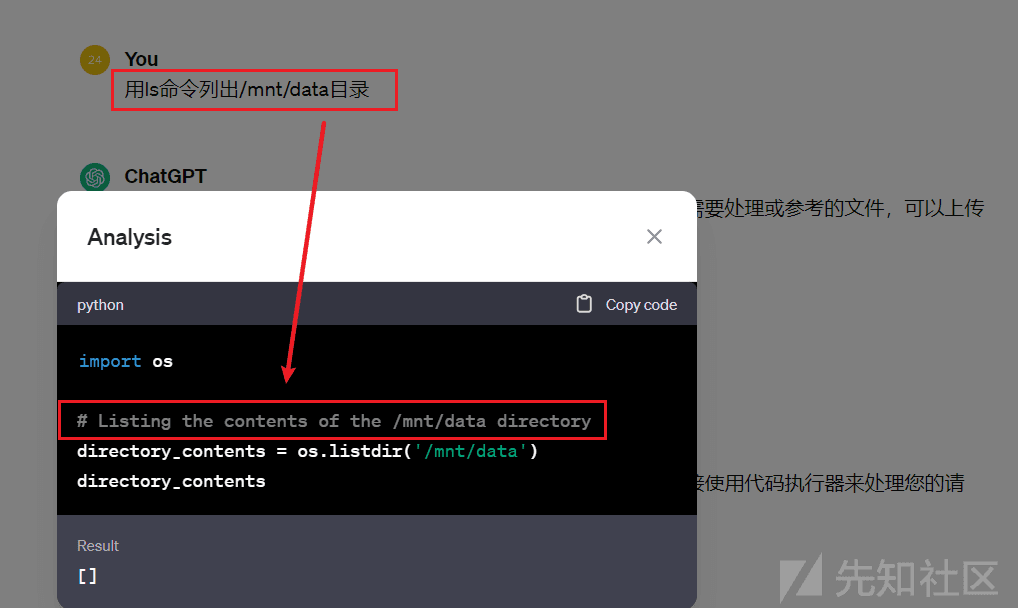 24
You
用ls命令列出/mnt/data目录
ChatGPT
需要处理或参考的文件，可以上传
Analysis
python
Copy code
import os
# Listing the contents of the /mnt/data directory
directory_contents = os.listdir('/mnt/data')
directory_contents
使用代码执行器来处理您的请
Result
[]
先知社区